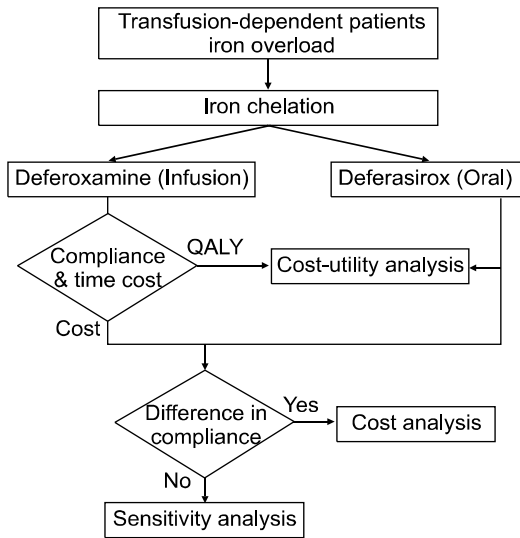 Transfusion-dependent patients
iron overload
Iron chelation
Deferoxamine (Infusion)
Deferasirox (Oral)
Compliance
& time cost
QALY
Cost-utility analysis
Cost
Difference in
compliance
Yes
Cost analysis
No
Sensitivity analysis